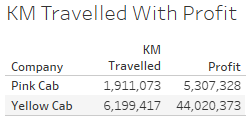 KM Travelled With Profit
KM
Company Travelled Profit
Pink Cab 1,911,073 5,307,328
Yellow Cab 6,199,417 44,020,373